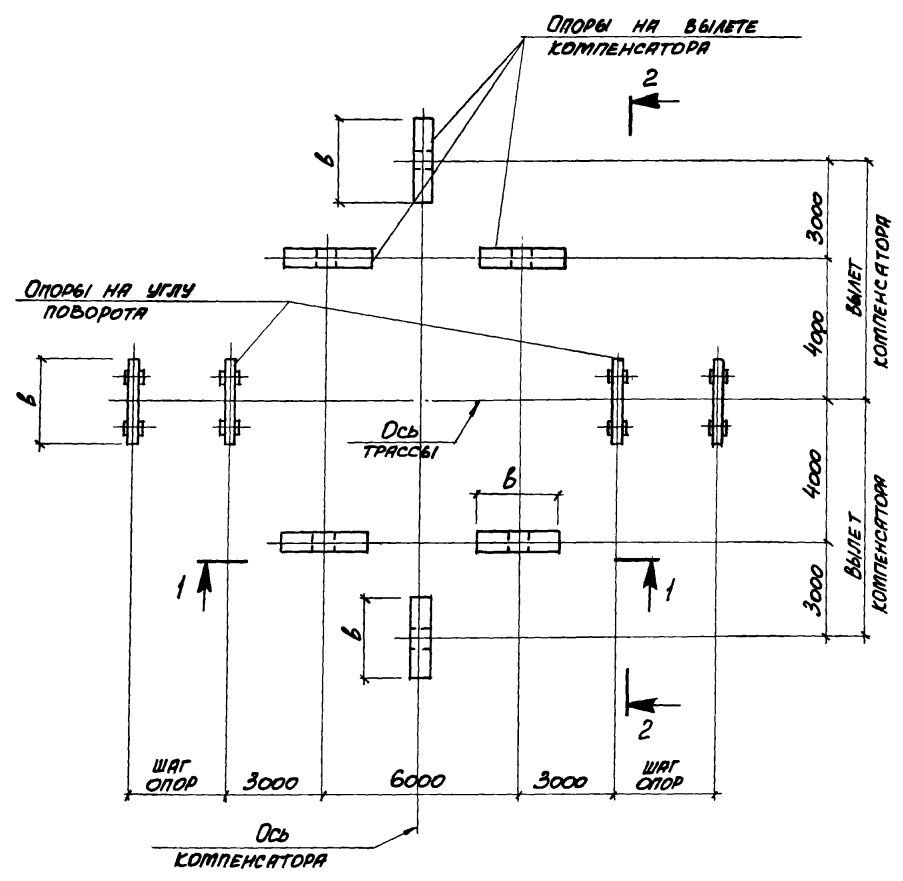 Опоры на вылете
компенсатора
2
в
3000
Вылет
компенсатора
4000
Опоры на углу
поворота
в
Ось
трассы
в
4000
Вылет
компенсатора
3000
1
1
в
2
шаг
опор
3000
6000
3000
шаг
опор
Ось
компенсатора